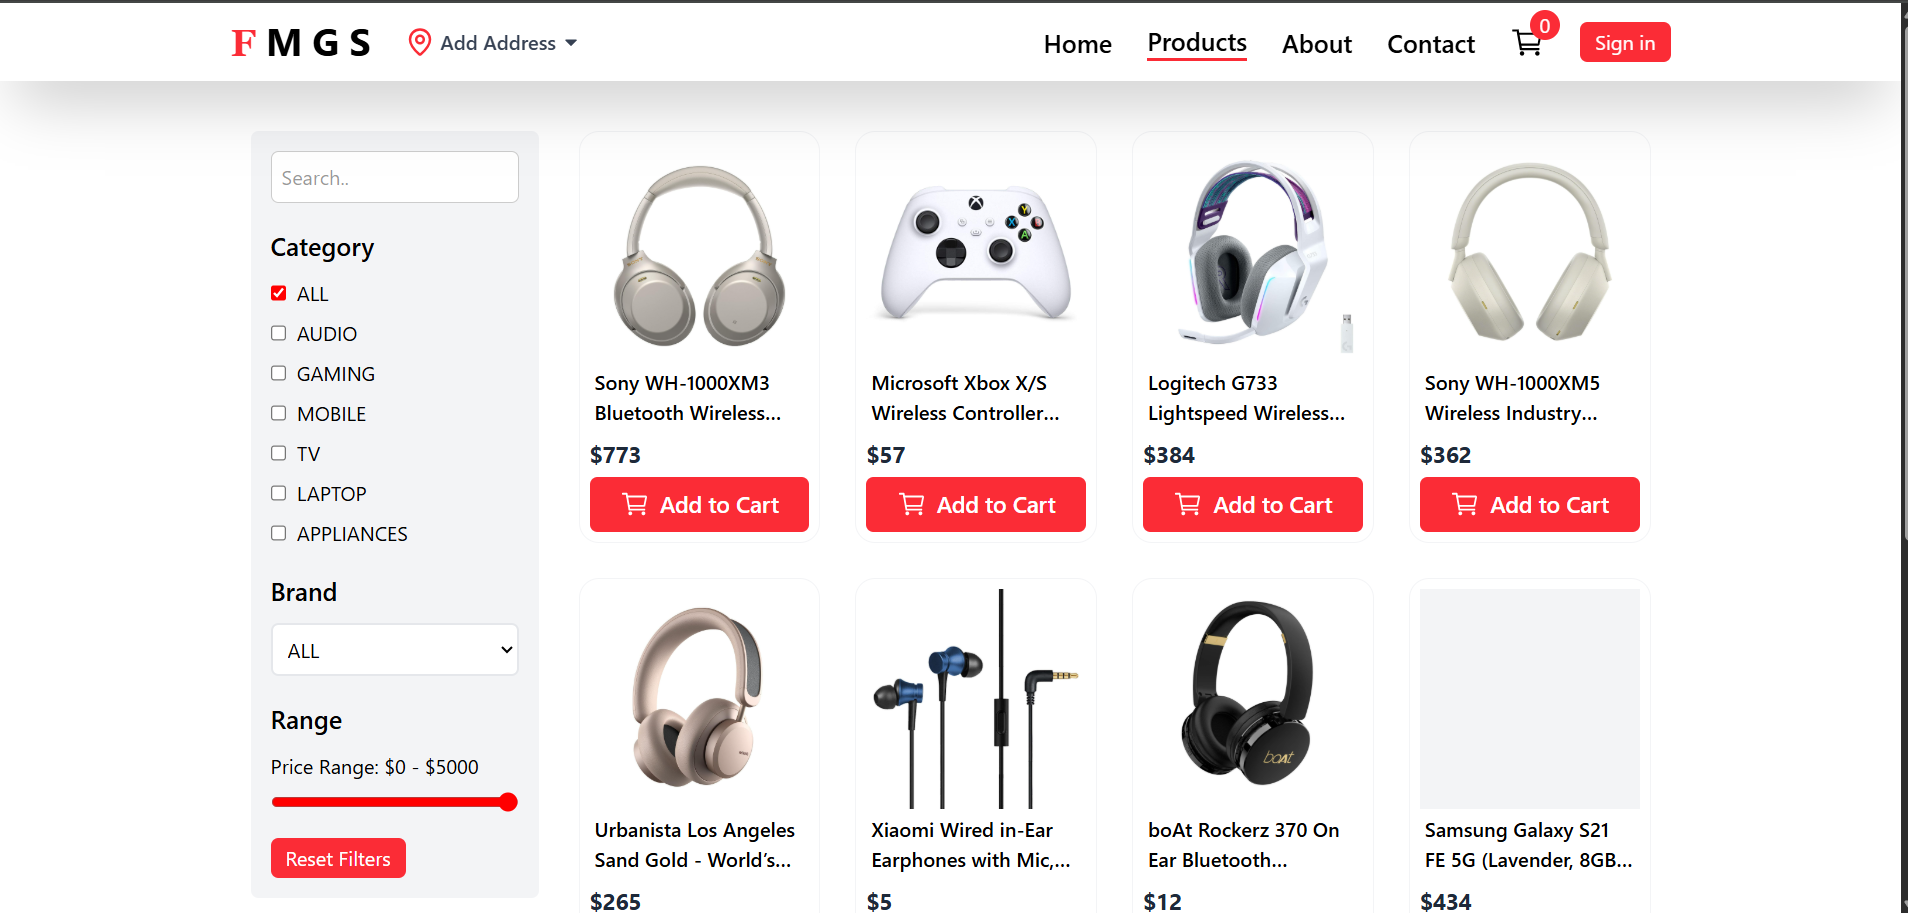 F M G S
Add Address
Home Products About Contact
0
Sign in
Search..
Category
ALL
AUDIO
GAMING
MOBILE
TV
LAPTOP
APPLIANCES
Brand
ALL
Range
Price Range: $0 - $5000
Reset Filters
Sony WH-1000XM3
Bluetooth Wireless...
$773
Add to Cart
X
Y
X
A
Microsoft Xbox X/S
Wireless Controller...
$57
Add to Cart
Logitech G733
Lightspeed Wireless...
$384
Add to Cart
Sony WH-1000XM5
Wireless Industry...
$362
Add to Cart
Urbanista Los Angeles
Sand Gold - World’s...
$265
Xiaomi Wired in-Ear
Earphones with Mic,...
$5
boAt
boAt Rockerz 370 On
Ear Bluetooth...
$12
Samsung Galaxy S21
FE 5G (Lavender, 8GB...
$434